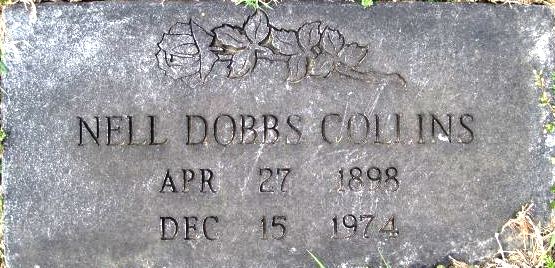 NELL DOBBS COLLINS
APR 27 1898
DEC 15 1974